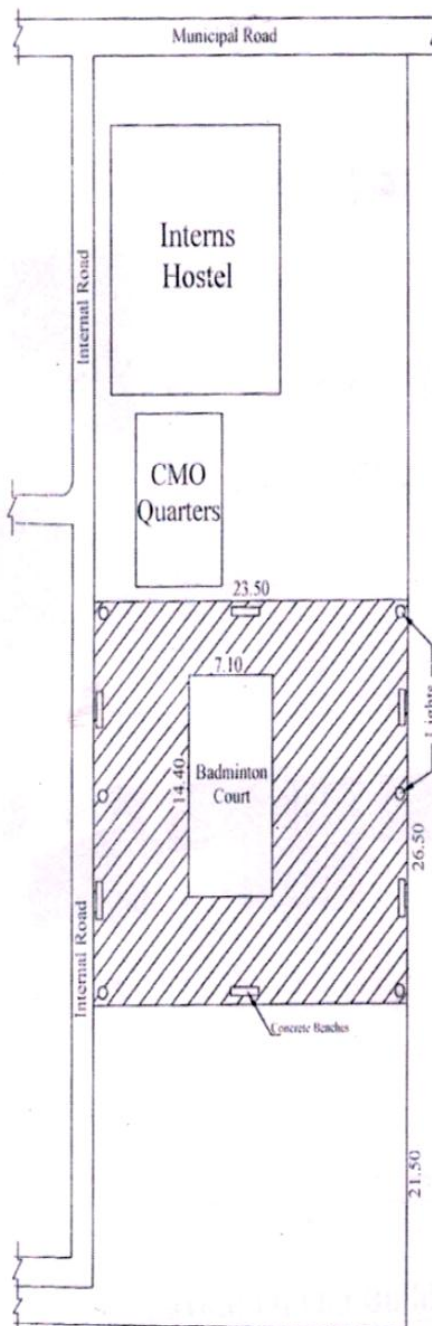 Municipal Road
Internal Road
Interns
Hostel
CMO
Quarters
23.50
Lights
7.10
14.40
Badminton
Court
26.50
Internal Road
Concrete Benches
21.50